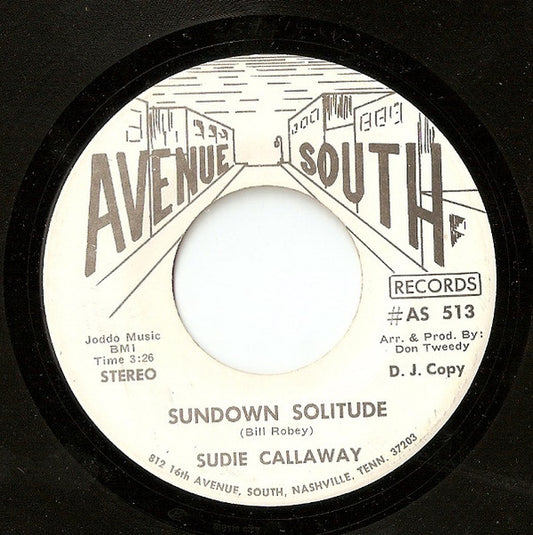 AVENUE SOUTH
RECORDS
#AS 513
Joddo Music
BMI
Time 3:26
STEREO
Arr. & Prod. By:
Don Tweedy
D. J. Copy
SUNDOWN SOLITUDE
(Bill Robey)
SUDIE CALLAWAY
812 16th AVENUE, SOUTH, NASHVILLE, TENN. 37203